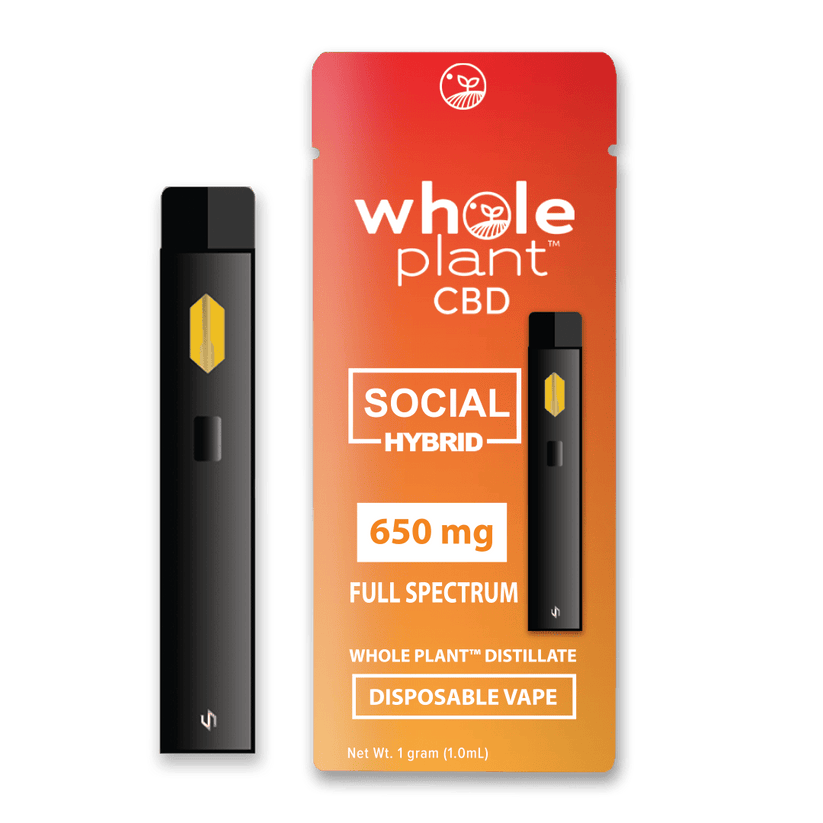 whole
plant™
CBD
SOCIAL
HYBRID
650 mg
FULL SPECTRUM
WHOLE PLANT™ DISTILLATE
DISPOSABLE VAPE
Net Wt. 1 gram (1.0mL)